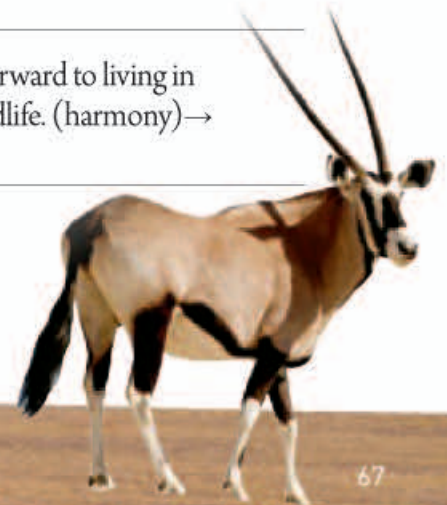 rward to living in
dlife. (harmony)→
67